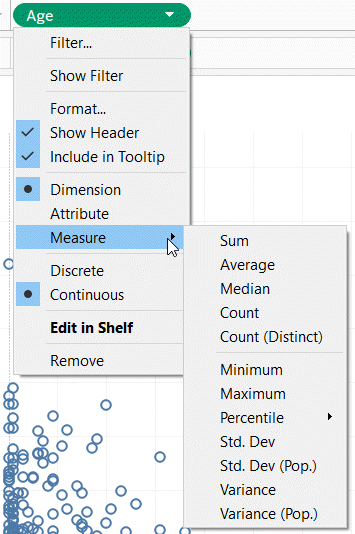 Age
Filter...
Show Filter
Format...
Show Header
Include in Tooltip
Dimension
Attribute
Measure
Discrete
Continuous
Edit in Shelf
Remove
Sum
Average
Median
Count
Count (Distinct)
Minimum
Maximum
Percentile
Std. Dev
Std. Dev (Pop.)
Variance
Variance (Pop.)